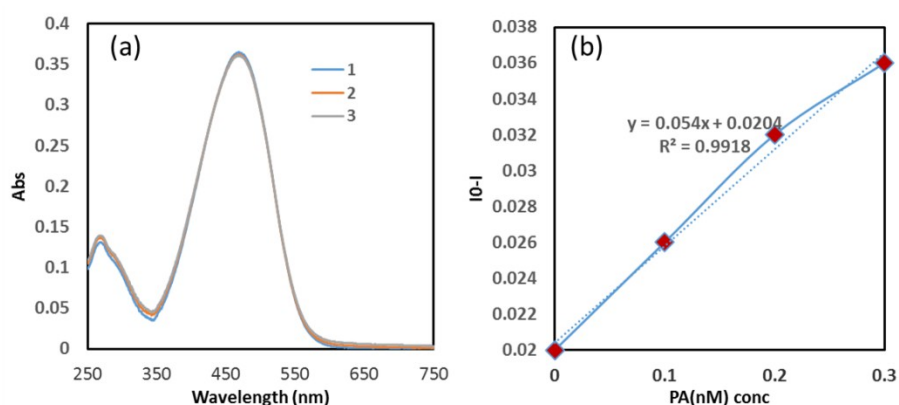 (a)
0.4
0.35
0.3
0.25
0.2
0.15
0.1
0.05
0
Abs
1
2
3
250 350 450 550 650 750
Wavelength (nm)
(b)
0.038
0.036
0.034
0.032
0.03
0.028
0.026
0.024
0.022
0.02
I0-I
y = 0.054x + 0.0204
R² = 0.9918
0 0.1 0.2 0.3
PA(nM) conc